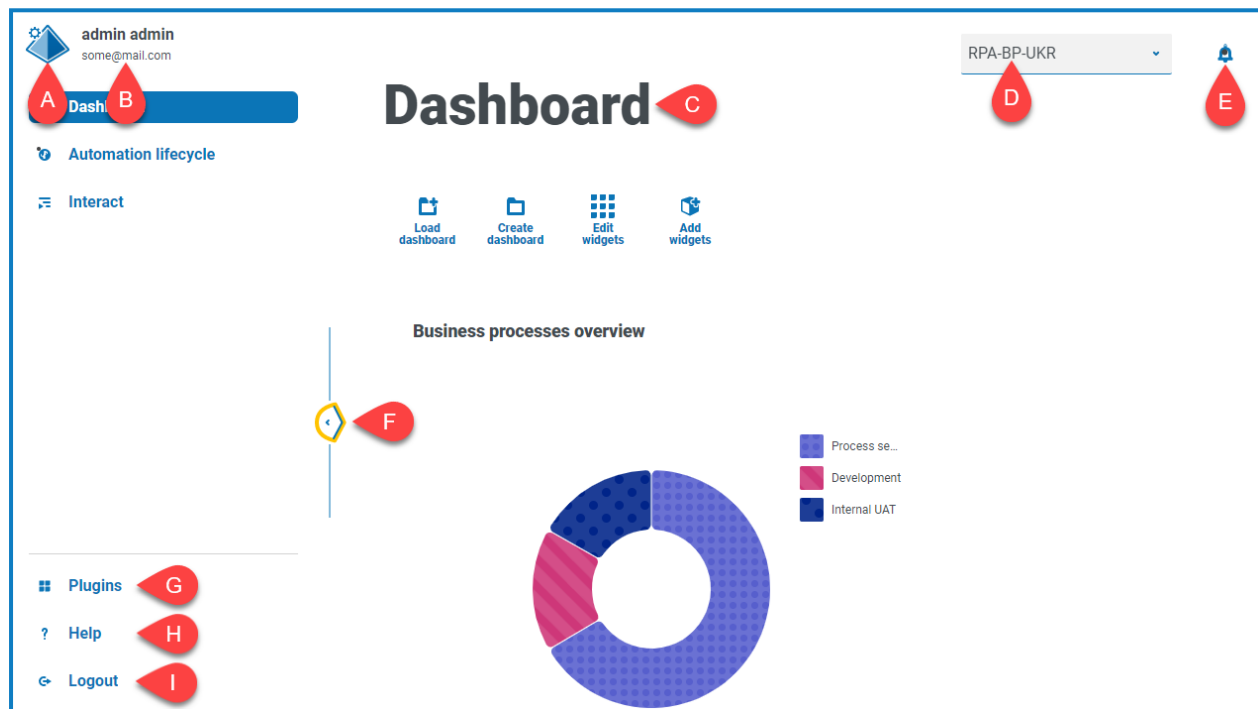 admin admin
some@mail.com
RPA-BP-UKR
A
B
C
D
E
Dash
Dashboard
Automation lifecycle
Interact
Load dashboard
Create dashboard
Edit widgets
Add widgets
Business processes overview
F
Process se...
Development
Internal UAT
Plugins
G
? Help
H
Logout
I